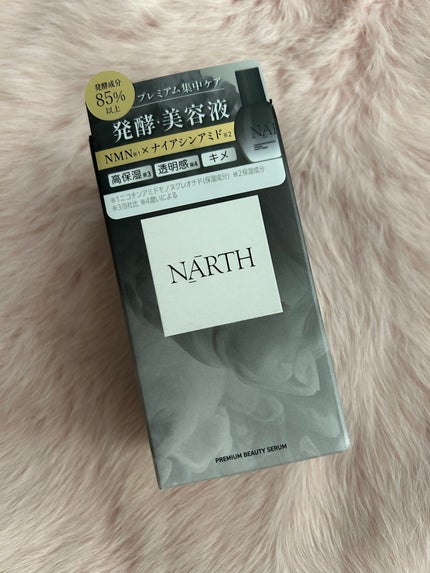 発酵成分
85%
以上
プレミアム集中ケア
発酵・美容液
NMN※1×ナイアシンアミド※2
高保湿※3 透明感※4 キメ
※1ニコチンアミドモノヌクレオチド(保湿成分) ※2保湿成分
※3当社比 ※4潤いによる
NA
NĀRTH
PREMIUM BEAUTY SERUM